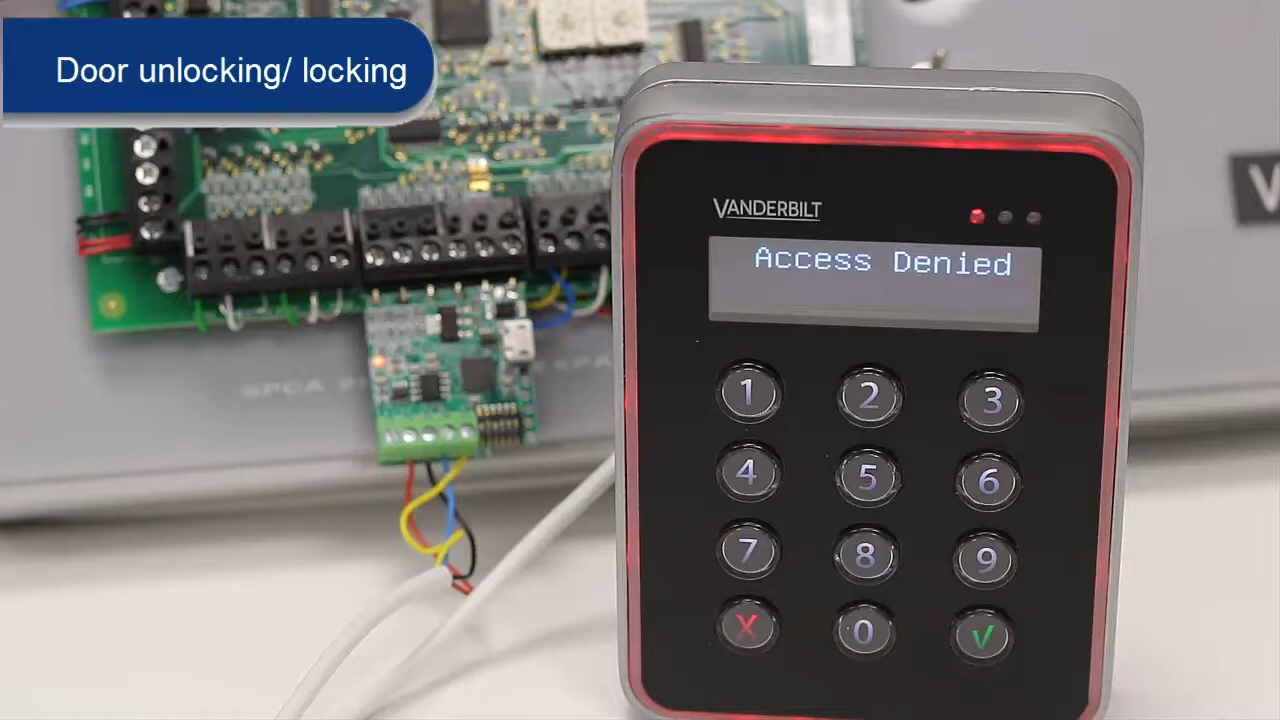 Door unlocking/ locking
VANDERBILT
Access Denied
1 2 3
4 5 6
7 8 9
X 0 √